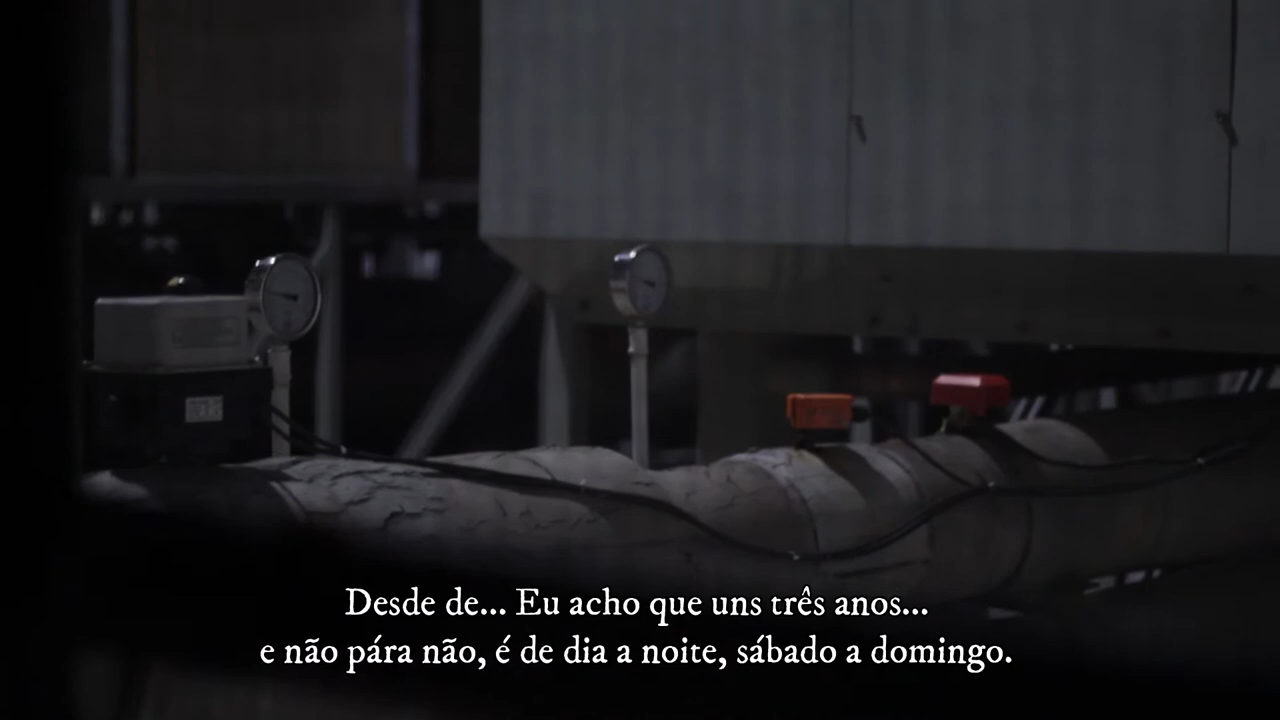 Desde de... Eu acho que uns três anos...
e não pára não, é de dia a noite, sábado a domingo.